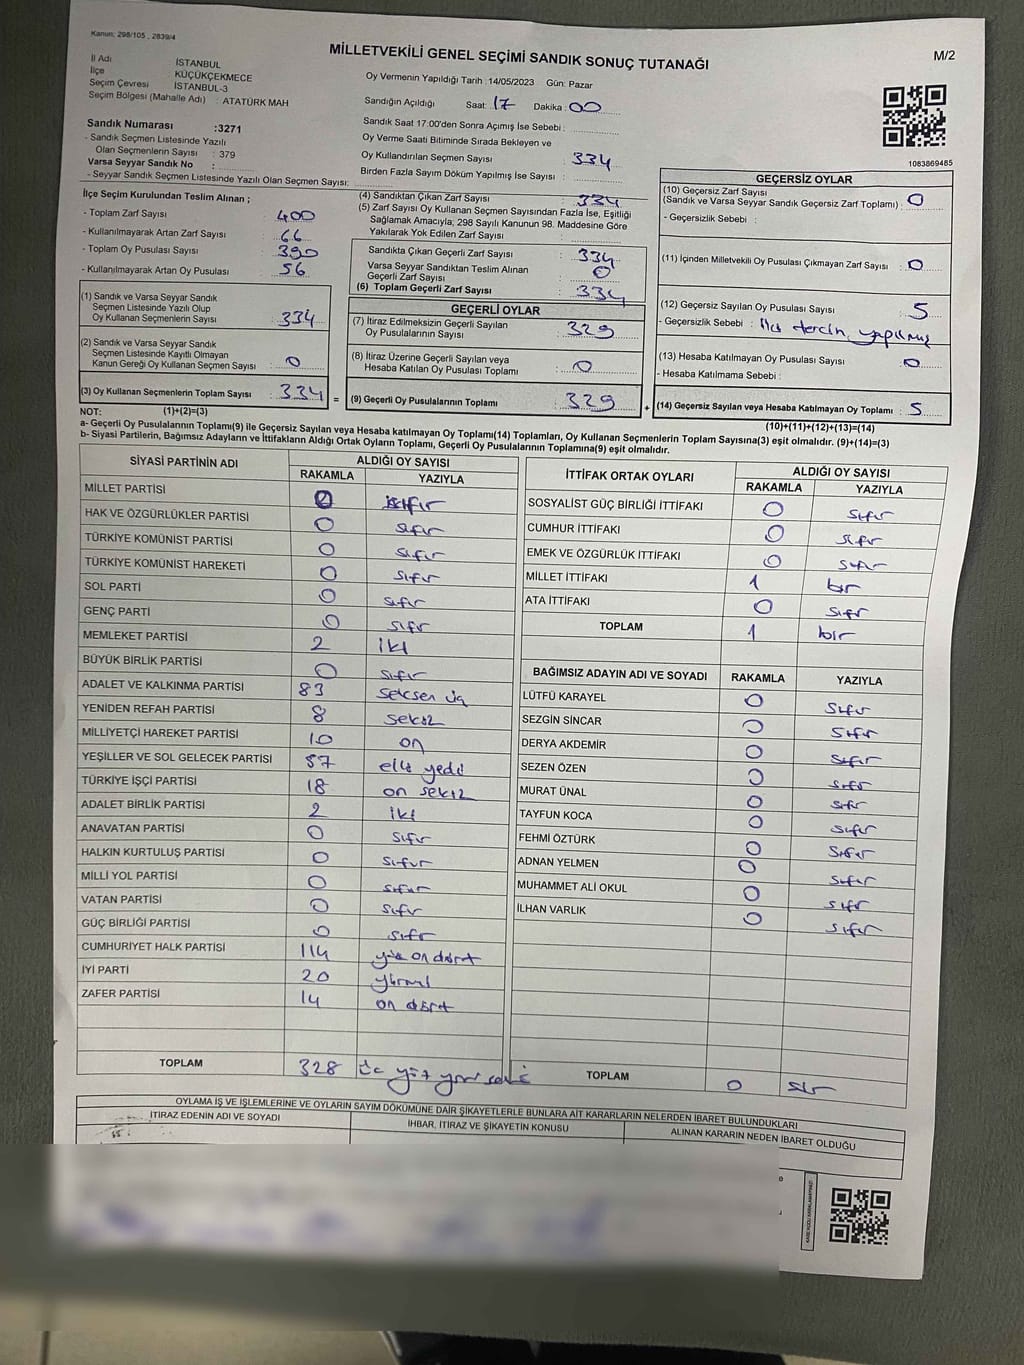 Kanun; 298/105 , 2839/4
MİLLETVEKİLİ GENEL SEÇİMİ SANDIK SONUÇ TUTANAĞI
M/2
İl Adı : İSTANBUL
İlçe : KÜÇÜKÇEKMECE
Seçim Çevresi : İSTANBUL-3
Seçim Bölgesi (Mahalle Adı) : ATATÜRK MAH
Oy Vermenin Yapıldığı Tarih :14/05/2023 Gün: Pazar
Sandığın Açıldığı Saat: 17 Dakika: 00
Sandık Saat 17:00'den Sonra Açımış İse Sebebi :
Sandık Numarası :3271
- Sandık Seçmen Listesinde Yazılı
Olan Seçmenlerin Sayısı : 379
Varsa Seyyar Sandık No :
- Seyyar Sandık Seçmen Listesinde Yazılı Olan Seçmen Sayısı:
Oy Verme Saati Bitiminde Sırada Bekleyen ve
Oy Kullandırılan Seçmen Sayısı : 334
Birden Fazla Sayım Döküm Yapılmış İse Sayısı :
1083869485
İlçe Seçim Kurulundan Teslim Alınan ;
- Toplam Zarf Sayısı : 400
- Kullanılmayarak Artan Zarf Sayısı : 66
- Toplam Oy Pusulası Sayısı : 390
- Kullanılmayarak Artan Oy Pusulası : 56
(4) Sandıktan Çıkan Zarf Sayısı : 334
(5) Zarf Sayısı Oy Kullanan Seçmen Sayısından Fazla İse, Eşitliği
Sağlamak Amacıyla; 298 Sayılı Kanunun 98. Maddesine Göre
Yakılarak Yok Edilen Zarf Sayısı :
Sandıkta Çıkan Geçerli Zarf Sayısı : 334
Varsa Seyyar Sandıktan Teslim Alınan
Geçerli Zarf Sayısı : 0
(6) Toplam Geçerli Zarf Sayısı : 334
GEÇERSİZ OYLAR
(10) Geçersiz Zarf Sayısı
(Sandık ve Varsa Seyyar Sandık Geçersiz Zarf Toplamı) : 0
- Geçersizlik Sebebi :
(11) İçinden Milletvekili Oy Pusulası Çıkmayan Zarf Sayısı : 0
(12) Geçersiz Sayılan Oy Pusulası Sayısı : 5
- Geçersizlik Sebebi : tercih yapılmış
(13) Hesaba Katılmayan Oy Pusulası Sayısı : 0
- Hesaba Katılmama Sebebi :
(14) Geçersiz Sayılan veya Hesaba Katılmayan Oy Toplamı : 5
(10)+(11)+(12)+(13)=(14)
(1) Sandık ve Varsa Seyyar Sandık
Seçmen Listesinde Yazılı Olup
Oy Kullanan Seçmenlerin Sayısı : 334
(2) Sandık ve Varsa Seyyar Sandık
Seçmen Listesinde Kayıtlı Olmayan
Kanun Gereği Oy Kullanan Seçmen Sayısı : 0
(3) Oy Kullanan Seçmenlerin Toplam Sayısı : 334 =
(1)+(2)=(3)
GEÇERLİ OYLAR
(7) İtiraz Edilmeksizin Geçerli Sayılan
Oy Pusulalarının Sayısı : 329
(8) İtiraz Üzerine Geçerli Sayılan veya
Hesaba Katılan Oy Pusulası Toplamı : 0
(9) Geçerli Oy Pusulalarının Toplamı : 329 +
NOT:
a- Geçerli Oy Pusulası Toplamı(9) ile Geçersiz Sayılan veya Hesaba katılmayan Oy Toplamı(14) Toplamları, Oy Kullanan Seçmenlerin Toplam Sayısına(3) eşit olmalıdır. (9)+(14)=(3)
b- Siyasi Partilerin, Bağımsız Adayların ve İttifakların Aldığı Ortak Oyların Toplamı, Geçerli Oy Pusulalarının Toplamına(9) eşit olmalıdır.
SİYASİ PARTİNİN ADI ALDIĞI OY SAYISI
RAKAMLA YAZIYLA
MİLLET PARTİSİ 0 sıfır
HAK VE ÖZGÜRLÜKLER PARTİSİ 0 sıfır
TÜRKİYE KOMÜNİST PARTİSİ 0 sıfır
TÜRKİYE KOMÜNİST HAREKETİ 0 sıfır
SOL PARTİ 0 sıfır
GENÇ PARTİ 0 sıfır
MEMLEKET PARTİSİ 2 iki
BÜYÜK BİRLİK PARTİSİ 0 sıfır
ADALET VE KALKINMA PARTİSİ 83 seksen üç
YENİDEN REFAH PARTİSİ 8 sekiz
MİLLİYETÇİ HAREKET PARTİSİ 10 on
YEŞİLLER VE SOL GELECEK PARTİSİ 57 elli yedi
TÜRKİYE İŞÇİ PARTİSİ 18 on sekiz
ADALET BİRLİK PARTİSİ 2 iki
ANAVATAN PARTİSİ 0 sıfır
HALKIN KURTULUŞ PARTİSİ 0 sıfır
MİLLİ YOL PARTİSİ 0 sıfır
VATAN PARTİSİ 0 sıfır
GÜÇ BİRLİĞİ PARTİSİ 0 sıfır
CUMHURİYET HALK PARTİSİ 114 yüz on dört
İYİ PARTİ 20 yirmi
ZAFER PARTİSİ 14 on dört
TOPLAM 328 üç yüz yirmi sekiz
İTTİFAK ORTAK OYLARI ALDIĞI OY SAYISI
RAKAMLA YAZIYLA
SOSYALİST GÜÇ BİRLİĞİ İTTİFAKI 0 sıfır
CUMHUR İTTİFAKI 0 sıfır
EMEK VE ÖZGÜRLÜK İTTİFAKI 0 sıfır
MİLLET İTTİFAKI 1 bir
ATA İTTİFAKI 0 sıfır
TOPLAM 1 bir
BAĞIMSIZ ADAYIN ADI VE SOYADI RAKAMLA YAZIYLA
LÜTFÜ KARAYEL 0 sıfır
SEZGİN SİNCAR 0 sıfır
DERYA AKDEMİR 0 sıfır
SEZEN ÖZEN 0 sıfır
MURAT ÜNAL 0 sıfır
TAYFUN KOCA 0 sıfır
FEHMİ ÖZTÜRK 0 sıfır
ADNAN YELMEN 0 sıfır
MUHAMMET ALİ OKUL 0 sıfır
İLHAN VARLIK 0 sıfır
TOPLAM 0 sıfır
OYLAMA İŞ VE İŞLEMLERİNE VE OYLARIN SAYIM DÖKÜMÜNE DAİR ŞİKAYETLERLE BUNLARA AİT KARARLARIN NELERDEN İBARET BULUNDUKLARI
İTİRAZ EDENİN ADI VE SOYADI İHBAR, İTİRAZ VE ŞİKAYETİN KONUSU ALINAN KARARIN NEDEN İBARET OLDUĞU